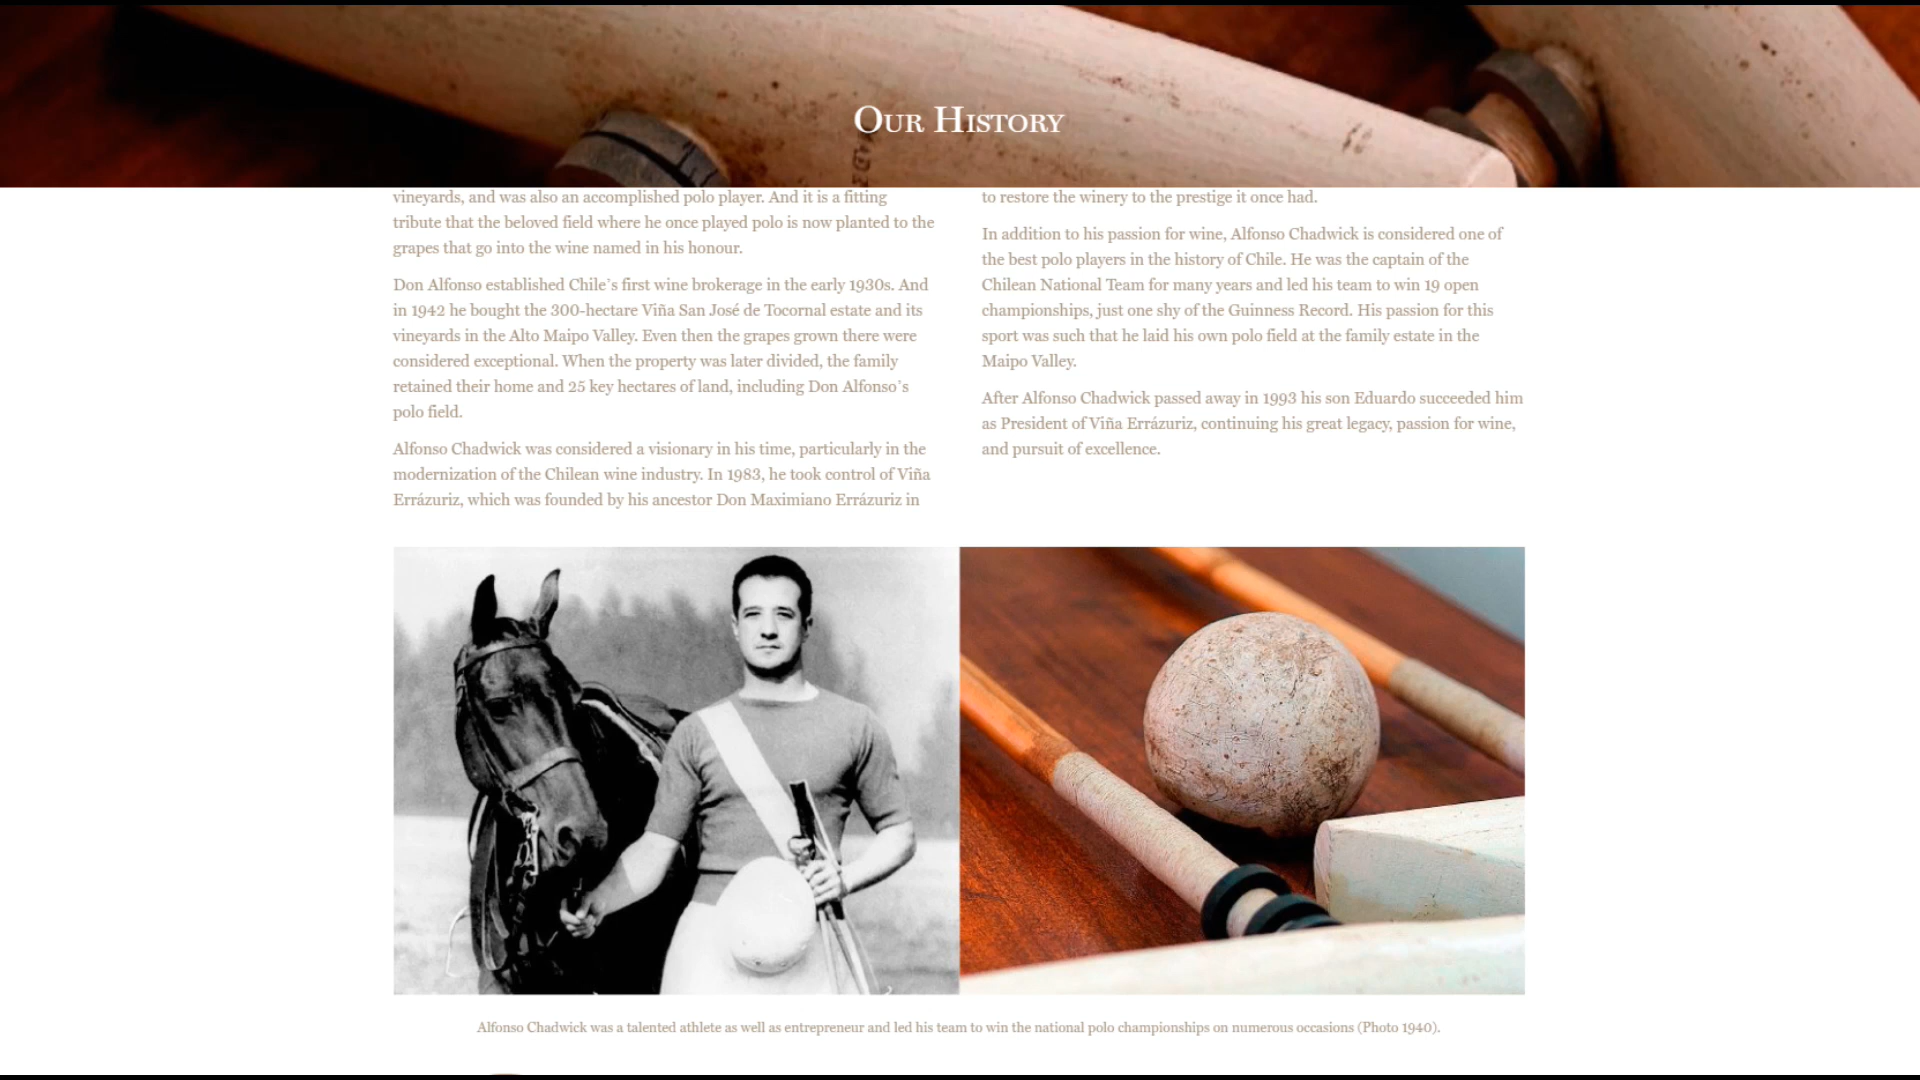 Our History
vineyards, and was also an accomplished polo player. And it is a fitting
tribute that the beloved field where he once played polo is now planted to the
grapes that go into the wine named in his honour.
Don Alfonso established Chile’s first wine brokerage in the early 1930s. And
in 1942 he bought the 300-hectare Viña San José de Tocornal estate and its
vineyards in the Alto Maipo Valley. Even then the grapes grown there were
considered exceptional. When the property was later divided, the family
retained their home and 25 key hectares of land, including Don Alfonso’s
polo field.
Alfonso Chadwick was considered a visionary in his time, particularly in the
modernization of the Chilean wine industry. In 1983, he took control of Viña
Errázuriz, which was founded by his ancestor Don Maximiano Errázuriz in
to restore the winery to the prestige it once had.
In addition to his passion for wine, Alfonso Chadwick is considered one of
the best polo players in the history of Chile. He was the captain of the
Chilean National Team for many years and led his team to win 19 open
championships, just one shy of the Guinness Record. His passion for this
sport was such that he laid his own polo field at the family estate in the
Maipo Valley.
After Alfonso Chadwick passed away in 1993 his son Eduardo succeeded him
as President of Viña Errázuriz, continuing his great legacy, passion for wine,
and pursuit of excellence.
Alfonso Chadwick was a talented athlete as well as entrepreneur and led his team to win the national polo championships on numerous occasions (Photo 1940).